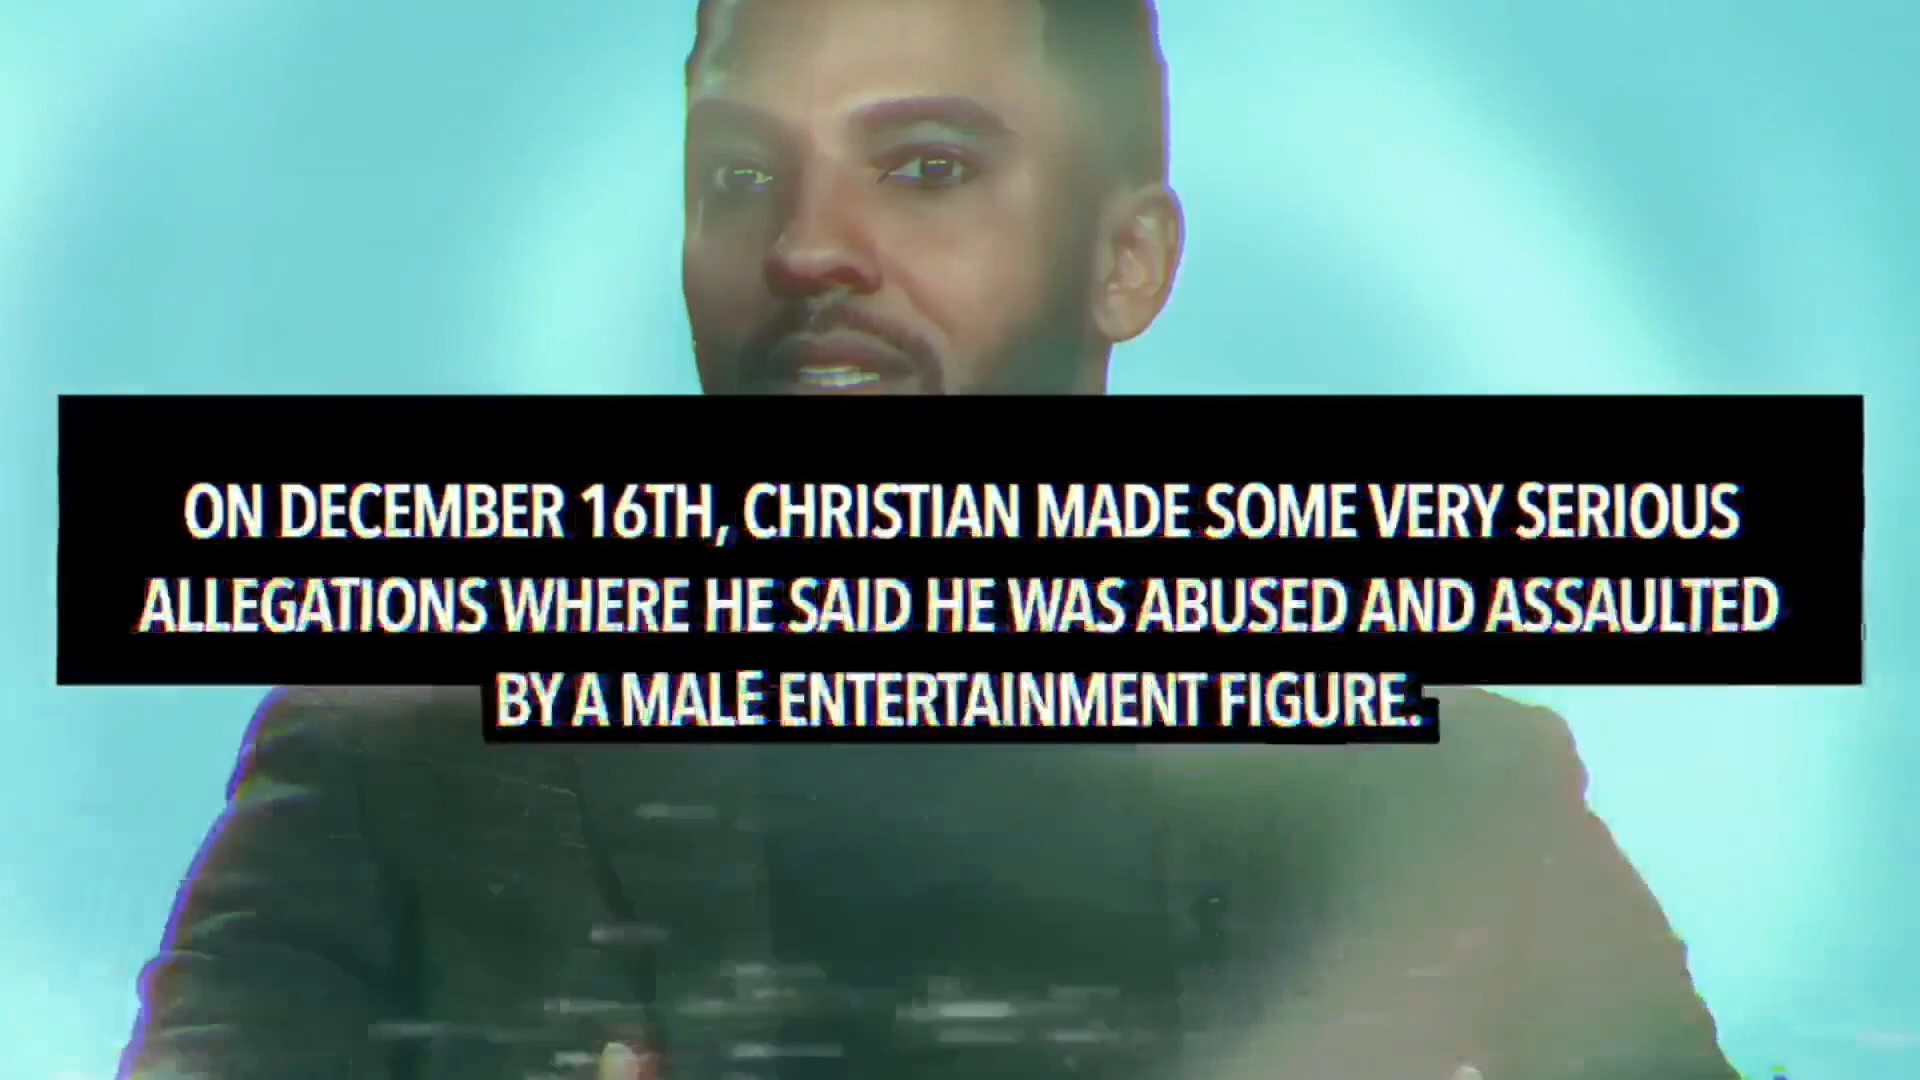 ON DECEMBER 16TH, CHRISTIAN MADE SOME VERY SERIOUS
ALLEGATIONS WHERE HE SAID HE WAS ABUSED AND ASSAULTED
BY A MALE ENTERTAINMENT FIGURE.